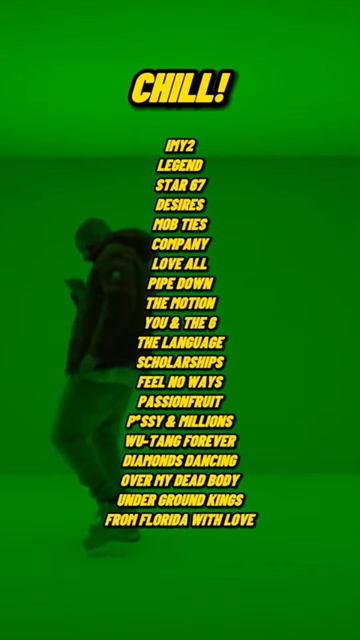 CHILL!
IMY2
LEGEND
STAR 67
DESIRES
MOB TIES
COMPANY
LOVE ALL
PIPE DOWN
THE MOTION
YOU & THE 6
THE LANGUAGE
SCHOLARSHIPS
FEEL NO WAYS
PASSIONFRUIT
P*SSY & MILLIONS
WU-TANG FOREVER
DIAMONDS DANCING
OVER MY DEAD BODY
UNDER GROUND KINGS
FROM FLORIDA WITH LOVE